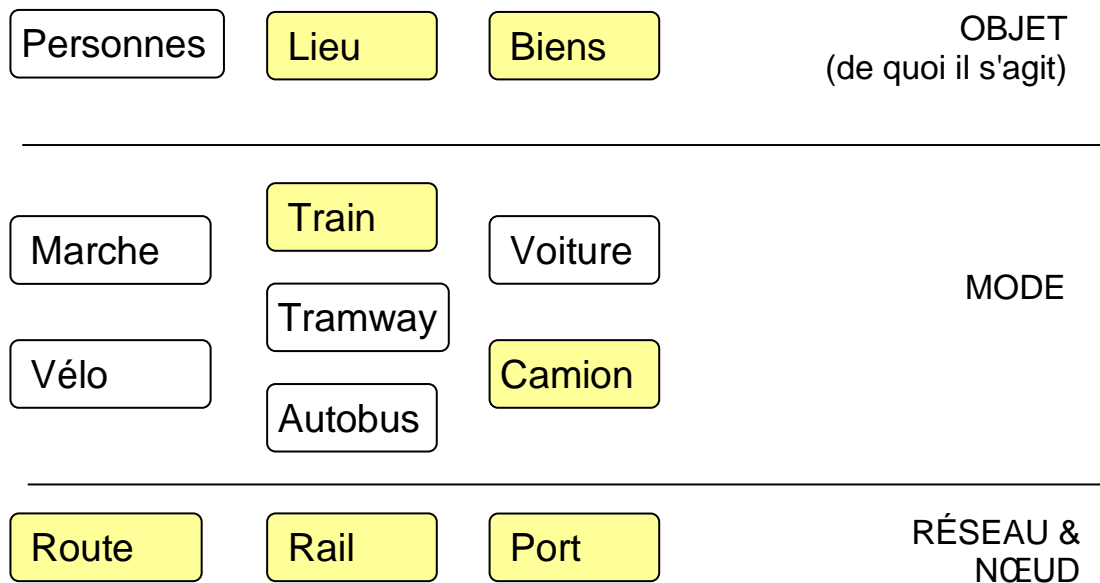 Personnes
Lieu
Biens
OBJET
(de quoi il s'agit)
Train
Marche
Voiture
MODE
Tramway
Vélo
Camion
Autobus
Route
Rail
Port
RÉSEAU &
NŒUD